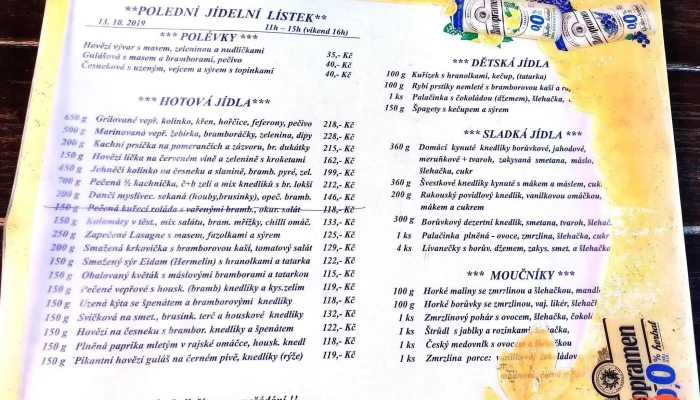 **POLEDNÍ JÍDELNÍ LÍSTEK**
13. 10. 2019 11h – 15h (víkend 16h)
*** POLÉVKY ***
Hovězí vývar s masem, zeleninou a nudličkami 35,- Kč
Gulášová s masem a bramborami, pečivo 40,- Kč
Česneková s uzeným, vejcem a sýrem s topinkami 40,- Kč
*** HOTOVÁ JÍDLA***
650 g Grilované vepř. kolínko, křen, hořčice, feferony, pečivo 218,- Kč
500 g Marinovaná vepř. žebírka, bramboráčky, zelenina, dipy 228,- Kč
200 g Kachní prsíčka na pomerančích a zázvoru, br. dukátky 215,- Kč
150 g Hovězí líčka na červeném víně a zelenině s kroketami 162,- Kč
450 g Jehněčí kolínko na česneku a slanině, bramb. pyré, zel. 199,- Kč
700 g Pečená ½ kachnička, č+b zelí a mix knedlíků s br. lokší 212,- Kč
200 g Dančí myslivec. sekaná (houby,brusinky), opeč. bramb. 146,- Kč
150 g Pečená kuřecí roláda s vařenými bramb., okur. salát 118,- Kč
150 g Kalamáry v těst., mix salátu, bram. mřížky, chilli omáč. 133,- Kč
250 g Zapečené Lasagne s masem, fazolkami a sýrem 125,- Kč
200 g Smažená krkovička s bramborovou kaší, tomatový salát 129,- Kč
150 g Smažený sýr Eidam (Hermelín) s hranolkami a tatarka 122,- Kč
150 g Obalovaný květák s máslovými bramborami a tatarkou 115,- Kč
150 g Pečené vepřové s housk. (bramb) knedlíky a kys.zelím 119,- Kč
150 g Uzená kýta se špenátem a bramborovými knedlíky 118,- Kč
150 g Svíčková na smet., brusink. terč a houskové knedlíky 132,- Kč
150 g Hovězí na česneku s brambor. knedlíky a špenátem 122,- Kč
150 g Plněná paprika mletým v rajské omáčce, housk. knedl 118,- Kč
150 g Pikantní hovězí guláš na černém pivě, knedlíky (rýže) 119,- Kč
*** DĚTSKÁ JÍDLA
100 g Kuřízek s hranolkami, kečup, (tatarka)
100 g Rybí prstíky nemleté s bramborovou kaší a
1 ks Palačinka s čokoládou (džemem), šlehačka,
150 g Špagety s kečupem a sýrem
*** SLADKÁ JÍDLA ***
360 g Domácí kynuté knedlíky borůvkové, jahodové,
meruňkové + tvaroh, zakysaná smetana, máslo,
šlehačka, cukr
360 g Švestkové knedlíky kynuté s mákem a máslem, cuk
200 g Rakouský povidlový knedlík, vanilkovou omáčkou,
mákem a cukrem
300 g Borůvkový dezertní knedlík, smetana, tvaroh, šlehač.
1 ks Palačinka plněná - ovoce, zmrzlina, šlehačka, cukr
4 ks Lívanečky s borův. džem, zakys. smet. a šlehačko
*** MOUČNÍKY ***
100 g Horké maliny se zmrzlinou a šlehačkou, mandle
100 g Horké borůvky se zmrzlinou, vaj. likér, šlehačk
1 ks Zmrzlinový pohár s ovocem, šlehačka, čokol
1 ks Štrúdl s jablky a rozinkami, šlehačka,
1 ks Český medovník s ovocem a šlehačkou
1 ks Zmrzlina porce: vanilkový, čokoládov
Staropramen
0,0% herbal